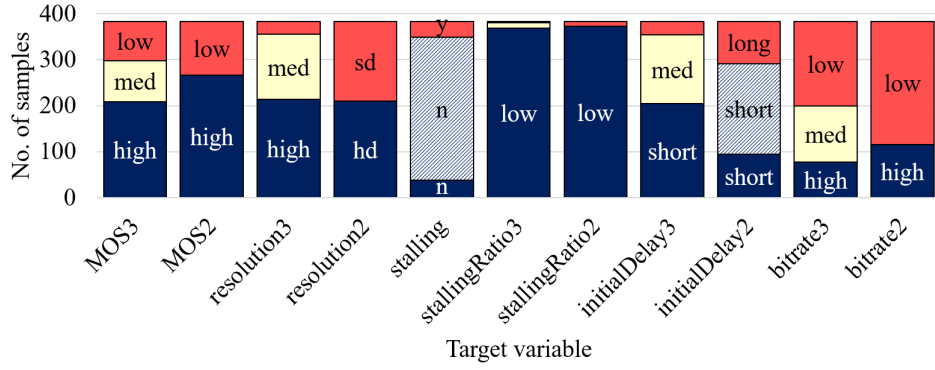 No. of samples
400
300
200
100
0
low
med
high
low
high
med
high
sd
hd
y
n
n
low
low
med
short
long
short
short
low
med
high
low
high
MOS3
MOS2
resolution3
resolution2
stalling
stallingRatio3
stallingRatio2
initialDelay3
initialDelay2
bitrate3
bitrate2
Target variable